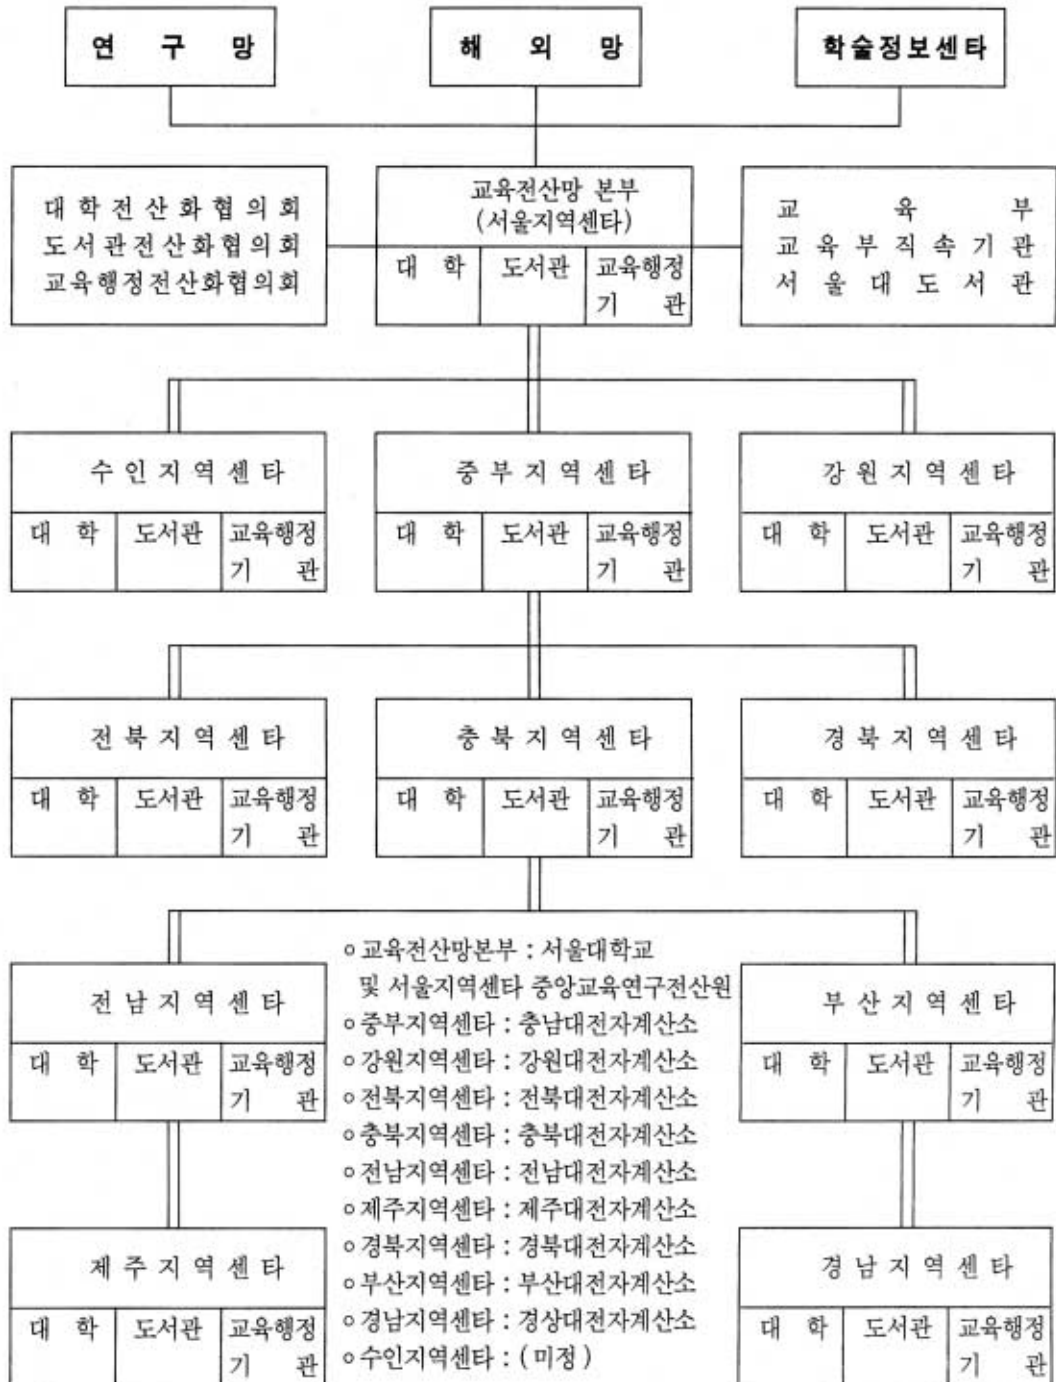 연 구 망
해 외 망
학술정보센타
대학전산화협의회
도서관전산화협의회
교육행정전산화협의회
교육전산망 본부
(서울지역센타)
대 학
도서관
교육행정
기 관
교 육 부
교육부직속기관
서울대도서관
수인지역센타
대 학
도서관
교육행정
기 관
중부지역센타
대 학
도서관
교육행정
기 관
강원지역센타
대 학
도서관
교육행정
기 관
전북지역센타
대 학
도서관
교육행정
기 관
충북지역센타
대 학
도서관
교육행정
기 관
경북지역센타
대 학
도서관
교육행정
기 관
전남지역센타
대 학
도서관
교육행정
기 관
ㅇ교육전산망본부 : 서울대학교
및 서울지역센타 중앙교육연구전산원
ㅇ중부지역센타 : 충남대전자계산소
ㅇ강원지역센타 : 강원대전자계산소
ㅇ전북지역센타 : 전북대전자계산소
ㅇ충북지역센타 : 충북대전자계산소
ㅇ전남지역센타 : 전남대전자계산소
ㅇ제주지역센타 : 제주대전자계산소
ㅇ경북지역센타 : 경북대전자계산소
ㅇ부산지역센타 : 부산대전자계산소
ㅇ경남지역센타 : 경상대전자계산소
ㅇ수인지역센타 : (미정)
부산지역센타
대 학
도서관
교육행정
기 관
제주지역센타
대 학
도서관
교육행정
기 관
경남지역센타
대 학
도서관
교육행정
기 관